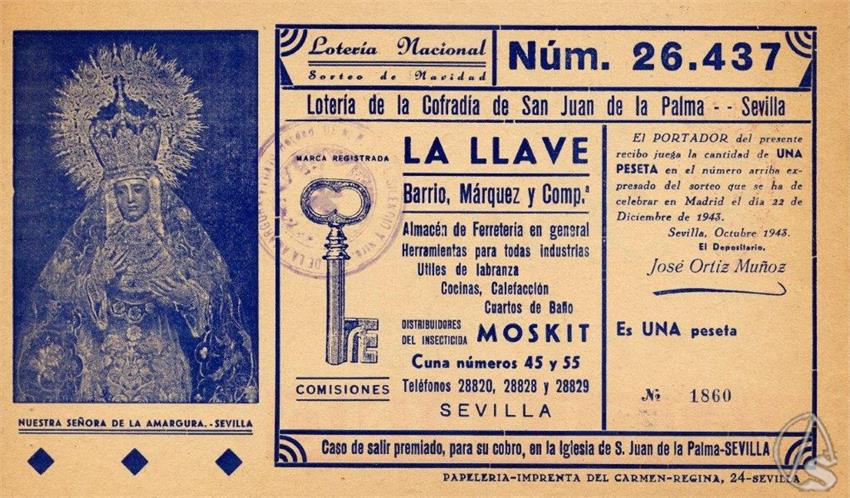 Lotería Nacional
Sorteo de Navidad
Núm. 26.437
Lotería de la Cofradía de San Juan de la Palma - - Sevilla
MARCA REGISTRADA
LA LLAVE
Barrio, Márquez y Comp.ª
Almacén de Ferretería en general
Herramientas para todas industrias
Utiles de labranza
Cocinas, Calefacción
Cuartos de Baño
DISTRIBUIDORES
DEL INSECTICIDA MOSKIT
Cuna números 45 y 55
COMISIONES
Teléfonos 28820, 28828 y 28829
SEVILLA
El PORTADOR del presente
recibo juega la cantidad de UNA
PESETA en el número arriba ex-
presado del sorteo que se ha de
celebrar en Madrid el día 22 de
Diciembre de 1943.
Sevilla, Octubre 1943.
El Depositario,
José Ortiz Muñoz
Es UNA peseta
№ 1860
NUESTRA SEÑORA DE LA AMARGURA.-SEVILLA
Caso de salir premiado, para su cobro, en la Iglesia de S. Juan de la Palma-SEVILLA
PAPELERIA-IMPRENTA DEL CARMEN-REGINA, 24-SEVILLA
DE LA AMARGURA
SILENCIO